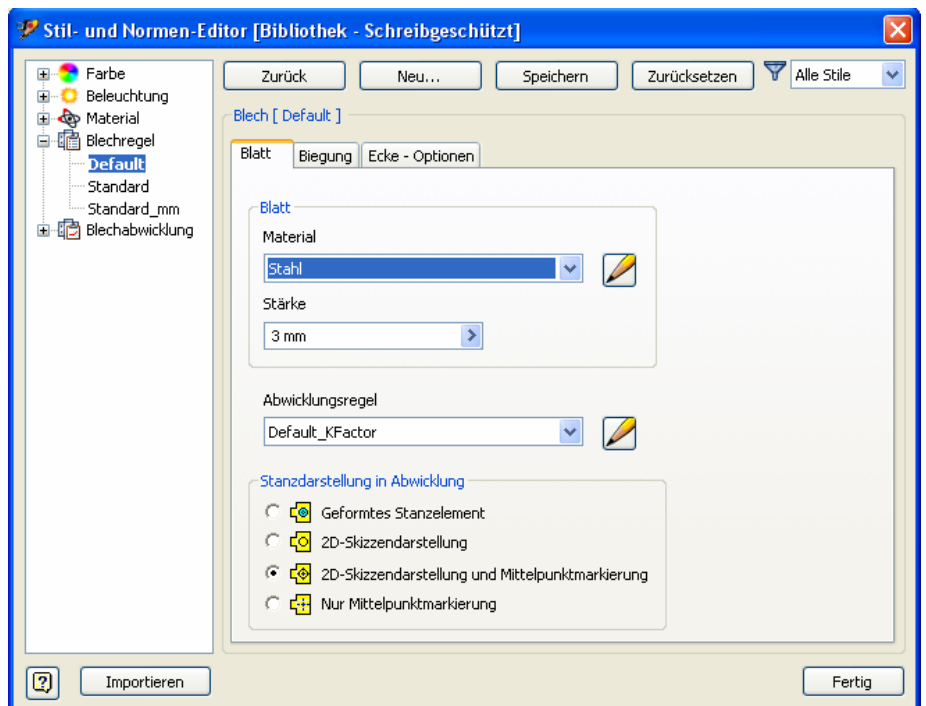 Stil- und Normen-Editor [Bibliothek - Schreibgeschützt]
Farbe
Beleuchtung
Material
Blechregel
Default
Standard
Standard_mm
Blechabwicklung
Zurück
Neu...
Speichern
Zurücksetzen
Alle Stile
Blech [ Default ]
Blatt
Biegung
Ecke - Optionen
Blatt
Material
Stahl
Stärke
3 mm
Abwicklungsregel
Default_KFactor
Stanzdarstellung in Abwicklung
Geformtes Stanzelement
2D-Skizzendarstellung
2D-Skizzendarstellung und Mittelpunktmarkierung
Nur Mittelpunktmarkierung
?
Importieren
Fertig